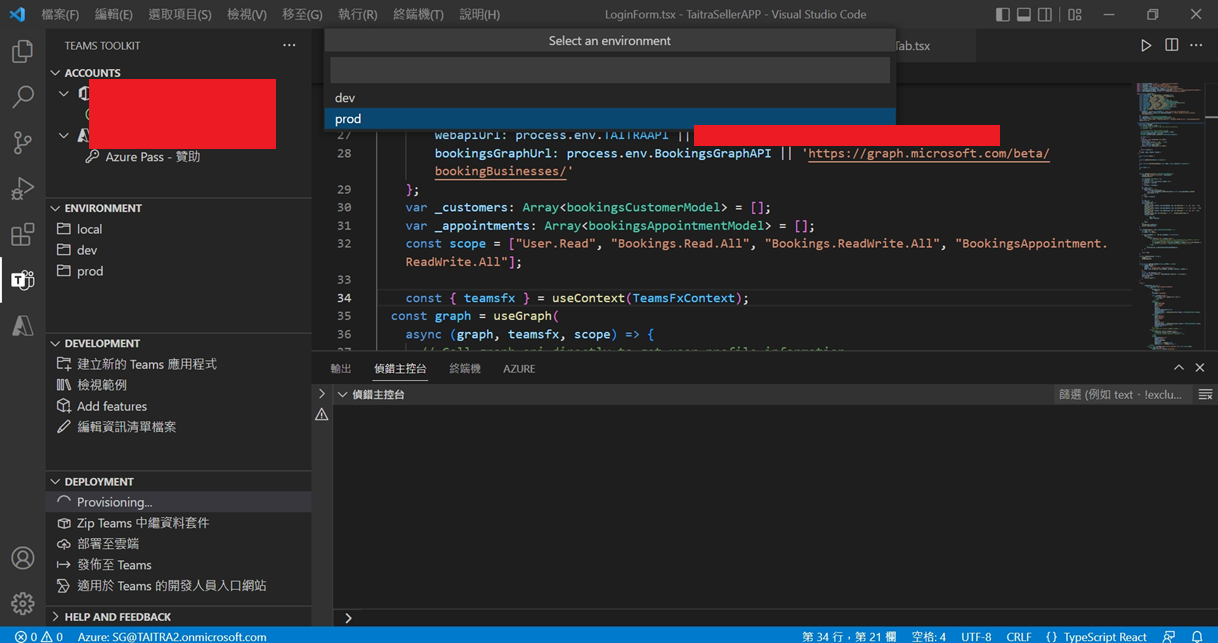 檔案(F) 編輯(E) 選取項目(S) 檢視(V) 移至(G) 執行(R) 終端機(T) 說明(H) LoginForm.tsx - TaitraSellerAPP - Visual Studio Code
TEAMS TOOLKIT
ACCOUNTS
Azure Pass - 贊助
ENVIRONMENT
local
dev
prod
DEVELOPMENT
建立新的 Teams 應用程式
檢視範例
Add features
編輯資訊清單檔案
DEPLOYMENT
Provisioning...
Zip Teams 中繼資料套件
部署至雲端
發佈至 Teams
適用於 Teams 的開發人員入口網站
HELP AND FEEDBACK
Select an environment
dev
prod
Tab.tsx
27 webapiUrl: process.env.TAITRAAPI ||
28 bookingsGraphUrl: process.env.BookingsGraphAPI || 'https://graph.microsoft.com/beta/
bookingBusinesses/'
29 };
30 var _customers: Array<bookingsCustomerModel> = [];
31 var _appointments: Array<bookingsAppointmentModel> = [];
32 const scope = ["User.Read", "Bookings.Read.All", "Bookings.ReadWrite.All", "BookingsAppointment.
ReadWrite.All"];
33
34 const { teamsfx } = useContext(TeamsFxContext);
35 const graph = useGraph(
36 async (graph, teamsfx, scope) => {
37 // Call graph api directly to get user profile information
輸出 偵錯主控台 終端機 AZURE
偵錯主控台 篩選 (例如 text、!exclu...
0 0 Azure: SG@TAITRA2.onmicrosoft.com 第 34 行，第 21 欄 空格: 4 UTF-8 CRLF {} TypeScript React